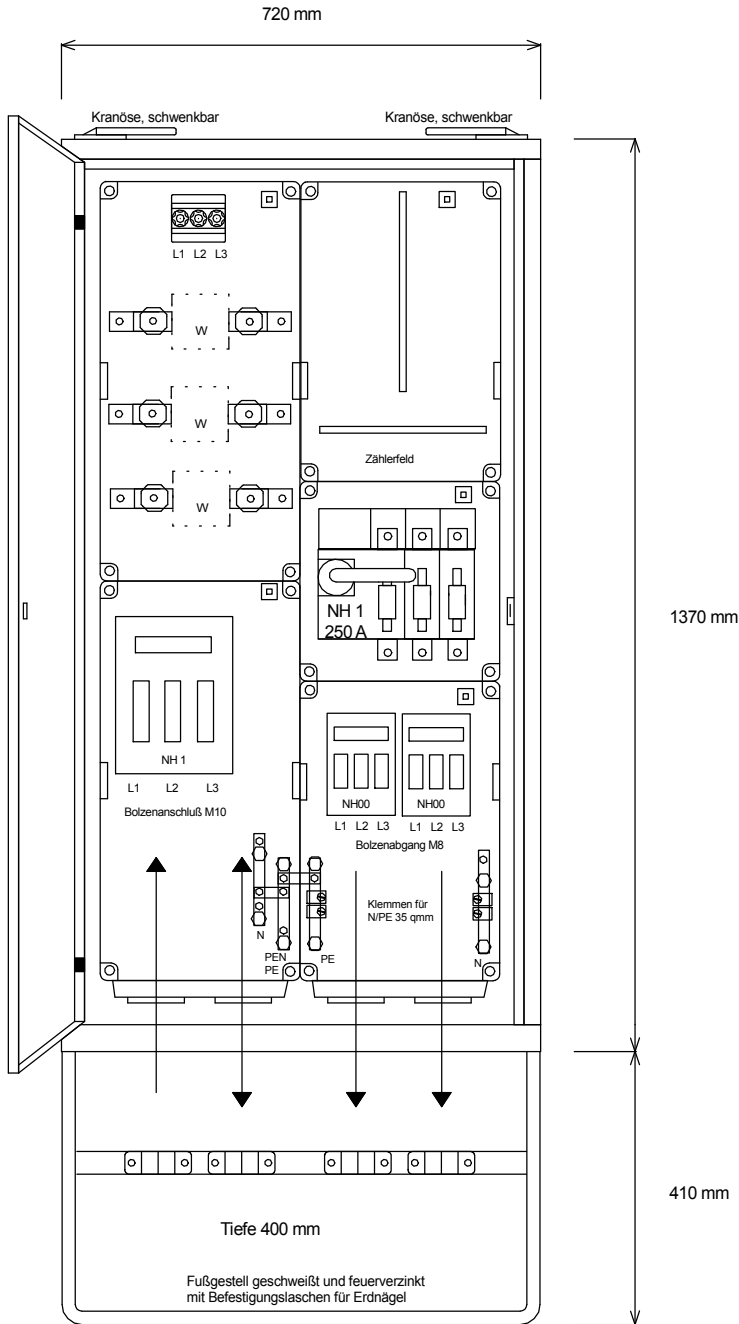 720 mm
Kranöse, schwenkbar
Kranöse, schwenkbar
L1 L2 L3
W
W
W
Zählerfeld
NH 1
250 A
1370 mm
NH 1
L1 L2 L3
Bolzenanschluß M10
NH00
NH00
L1 L2 L3
L1 L2 L3
Bolzenabgang M8
Klemmen für
N/PE 35 qmm
N
PEN
PE
PE
N
410 mm
Tiefe 400 mm
Fußgestell geschweißt und feuerverzinkt
mit Befestigungslaschen für Erdnägel